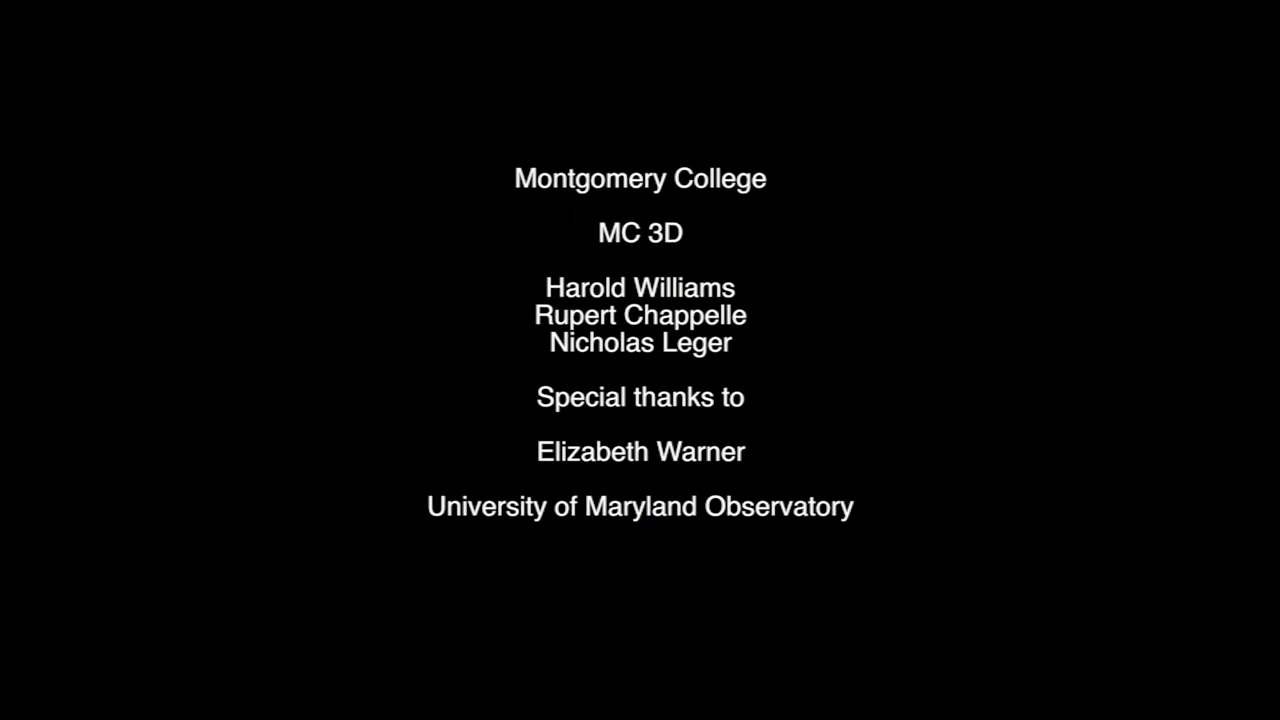 Montgomery College
MC 3D
Harold Williams
Rupert Chappelle
Nicholas Leger
Special thanks to
Elizabeth Warner
University of Maryland Observatory